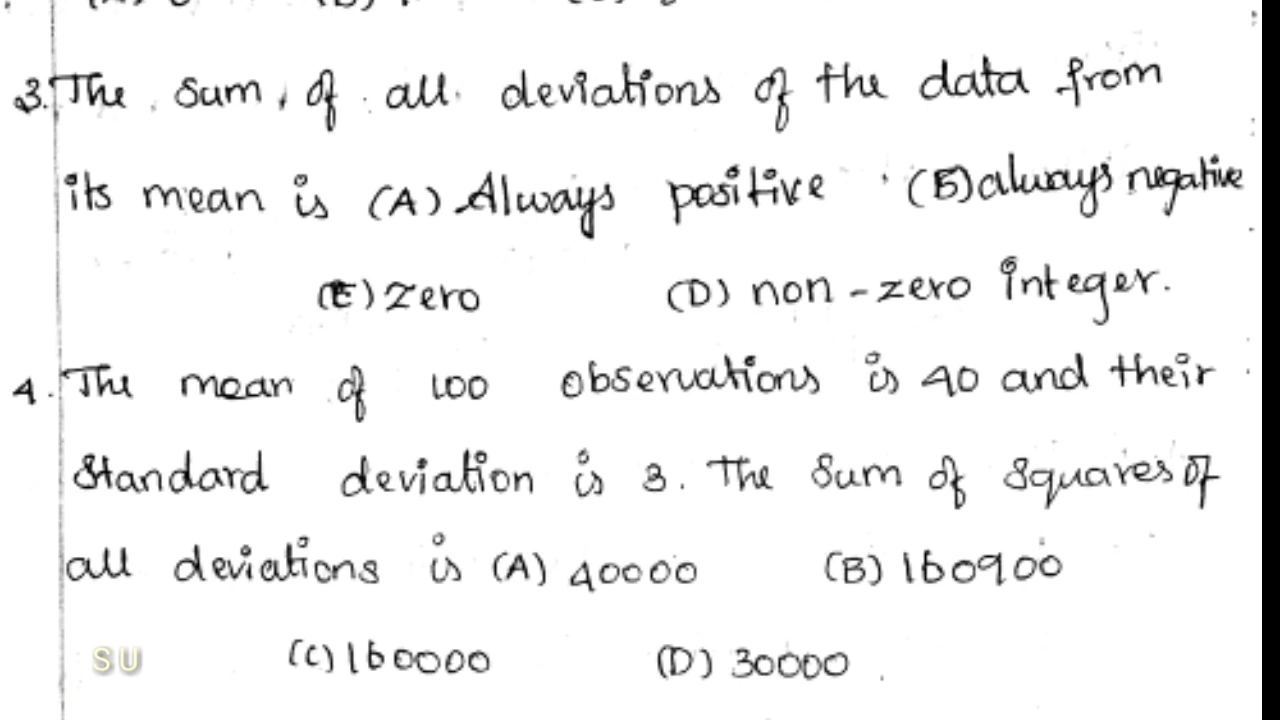 3. The sum of all deviations of the data from
its mean is (A) Always positive (B) always negative
(C) zero (D) non-zero integer.
4. The mean of 100 observations is 40 and their
standard deviation is 3. The sum of squares of
all deviations is (A) 40000 (B) 160900
SU (C) 160000 (D) 30000.